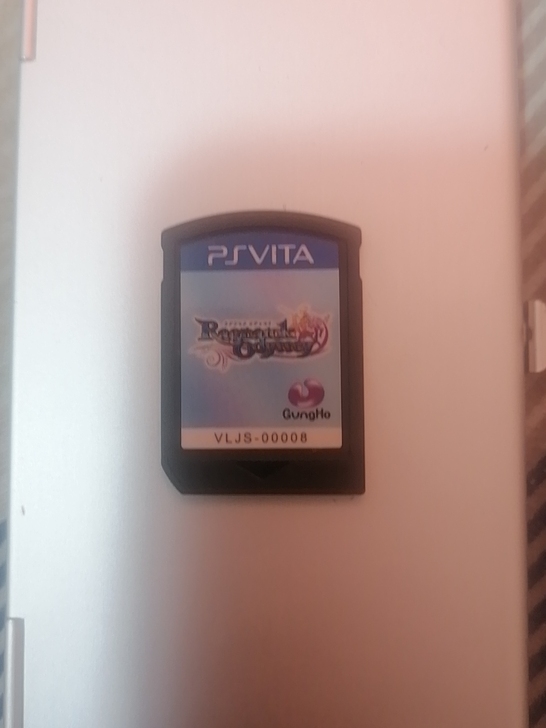 PSVITA
Ragnarok
Odyssey
GungHo
VLJS-00008